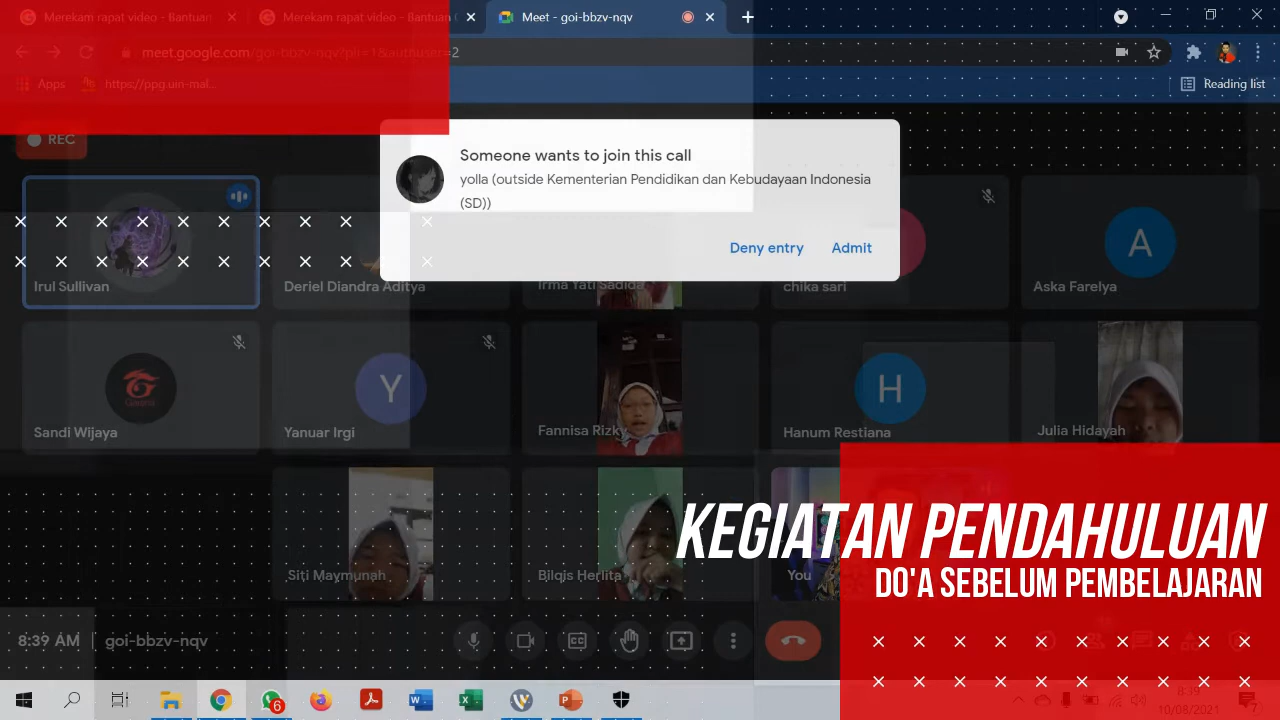 Merekam rapat video - Bantuan
Merekam rapat video - Bantuan
Meet - goi-bbzv-nqv
meet.google.com/goi-bbzv-nqv?pli=1&authuser=2
Apps
https://ppg.uin-mal...
Reading list
REC
Someone wants to join this call
yolla (outside Kementerian Pendidikan dan Kebudayaan Indonesia
(SD))
Deny entry
Admit
Irul Sullivan
Deriel Diandra Aditya
Irma Yati Sadida
chika sari
A
Aska Farelya
Sandi Wijaya
Y
Yanuar Irgi
Fannisa Rizky
H
Hanum Restiana
Julia Hidayah
Siti Maymunah
Bilqis Herlita
You
KEGIATAN PENDAHULUAN
DO'A SEBELUM PEMBELAJARAN
8:39 AM | goi-bbzv-nqv
6
8:39
10/08/2021
7